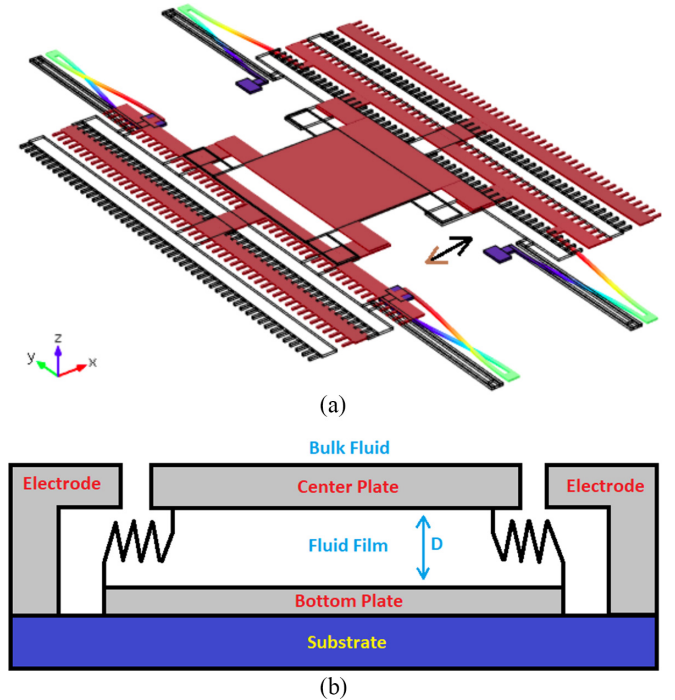 z
y
x
(a)
Bulk Fluid
Electrode
Center Plate
Electrode
Fluid Film
D
Bottom Plate
Substrate
(b)